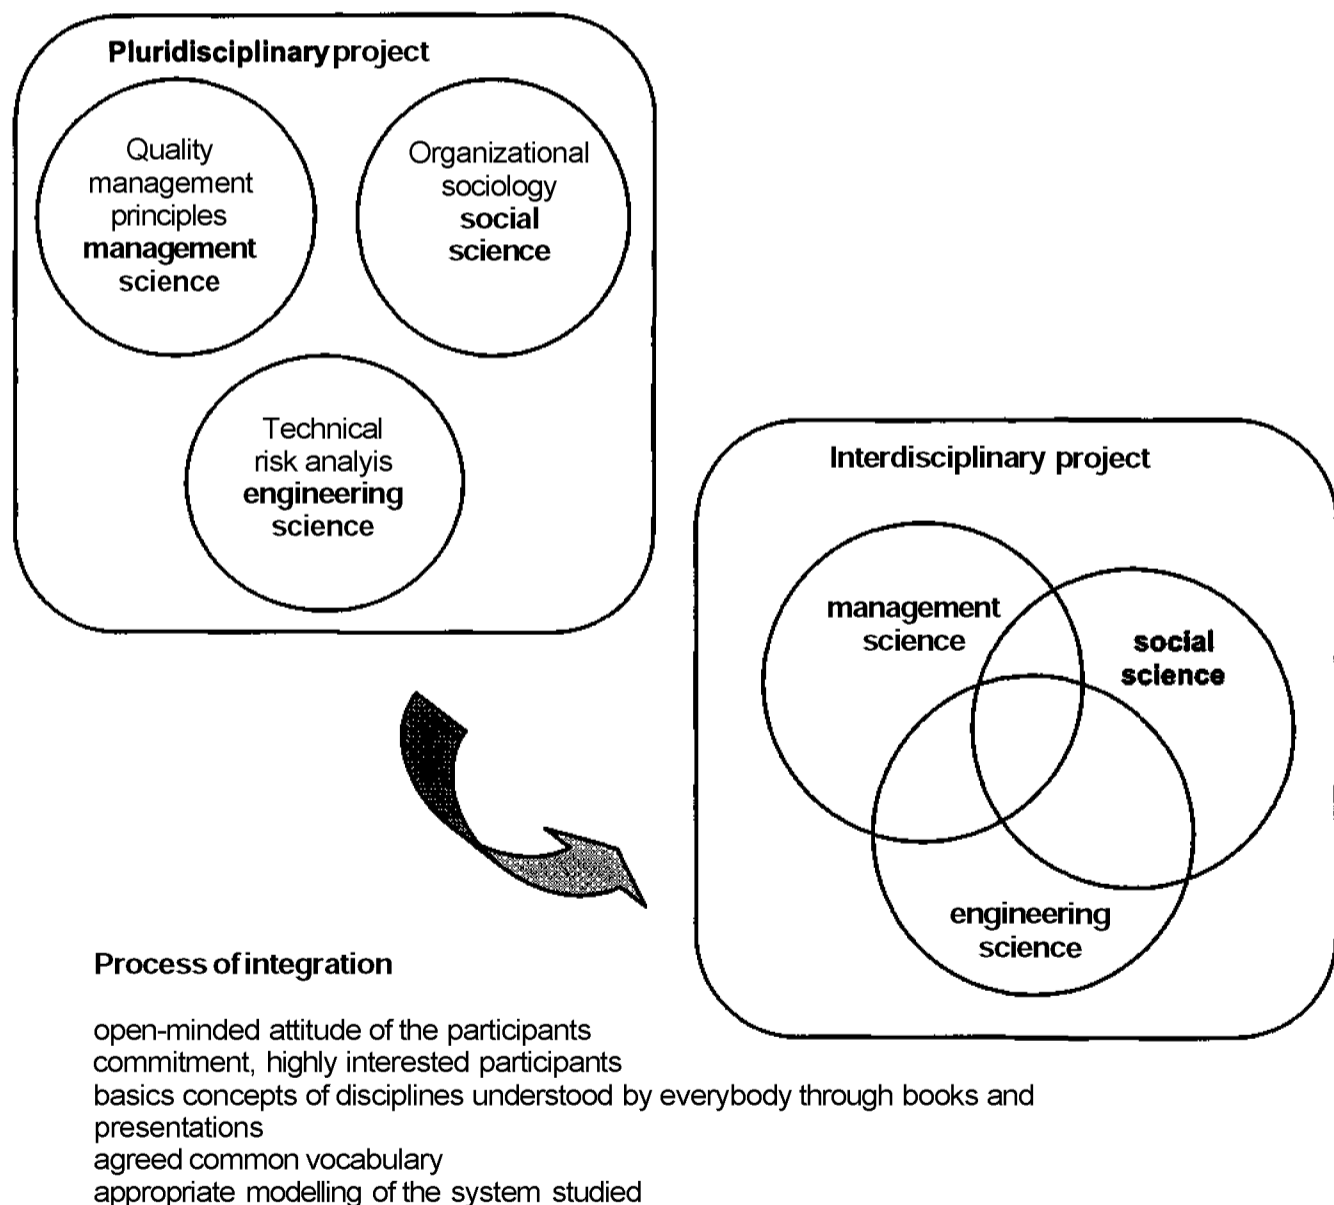 Pluridisciplinary project
Quality
management
principles
management
science
Organizational
sociology
social
science
Technical
risk analyis
engineering
science
Interdisciplinary project
management
science
social
science
engineering
science
Process of integration
open-minded attitude of the participants
commitment, highly interested participants
basics concepts of disciplines understood by everybody through books and
presentations
agreed common vocabulary
appropriate modelling of the system studied